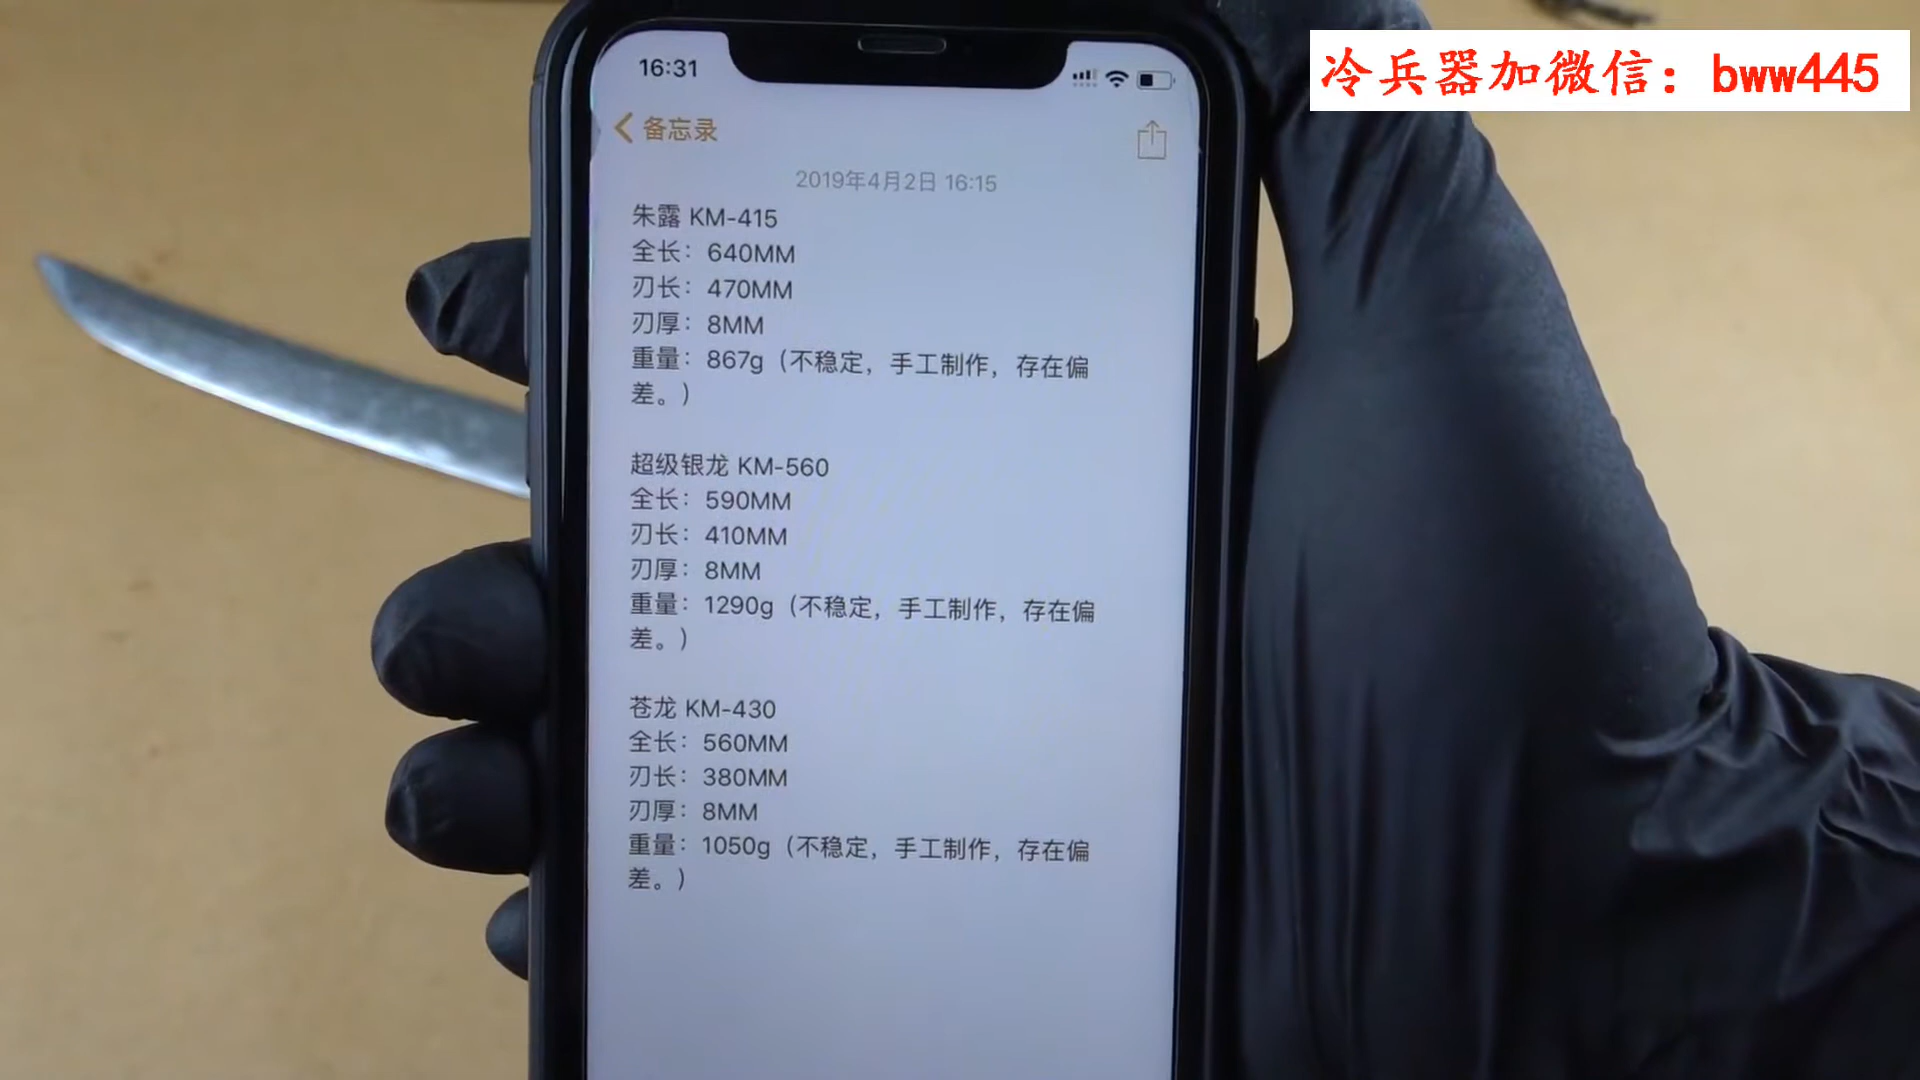 冷兵器加微信：bww445
16:31
备忘录
2019年4月2日 16:15
朱露 KM-415
全长：640MM
刃长：470MM
刃厚：8MM
重量：867g（不稳定，手工制作，存在偏
差。）
超级银龙 KM-560
全长：590MM
刃长：410MM
刃厚：8MM
重量：1290g（不稳定，手工制作，存在偏
差。）
苍龙 KM-430
全长：560MM
刃长：380MM
刃厚：8MM
重量：1050g（不稳定，手工制作，存在偏
差。）